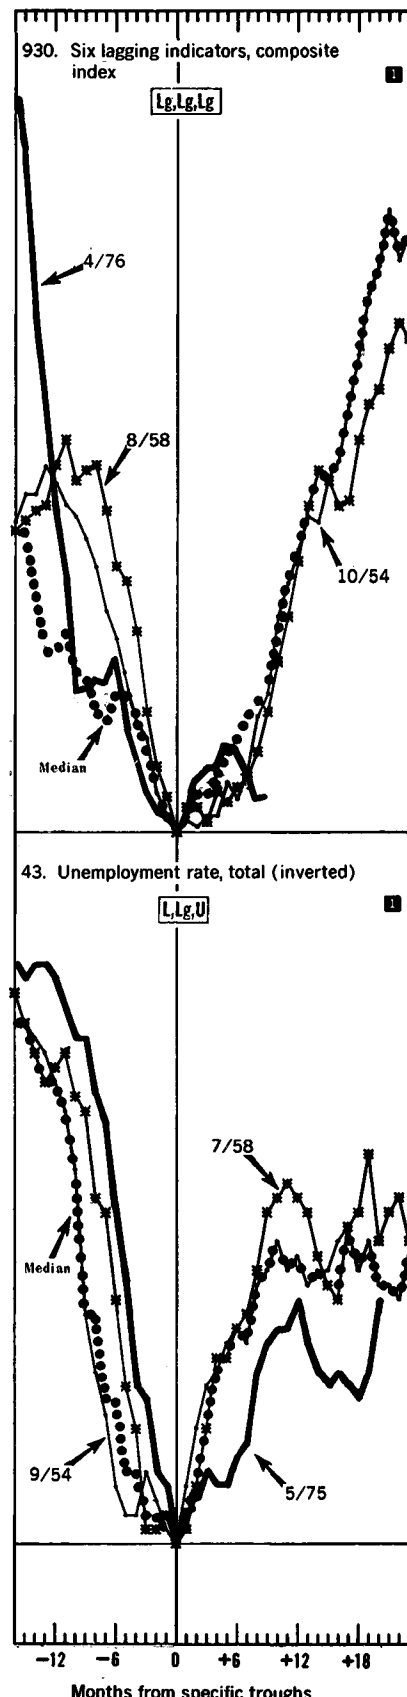 930. Six lagging indicators, composite
index
1
Lg,Lg,Lg
4/76
8/58
10/54
Median
43. Unemployment rate, total (inverted)
1
L,Lg,U
7/58
Median
9/54
5/75
−12 −6 0 +6 +12 +18
Months from specific troughs